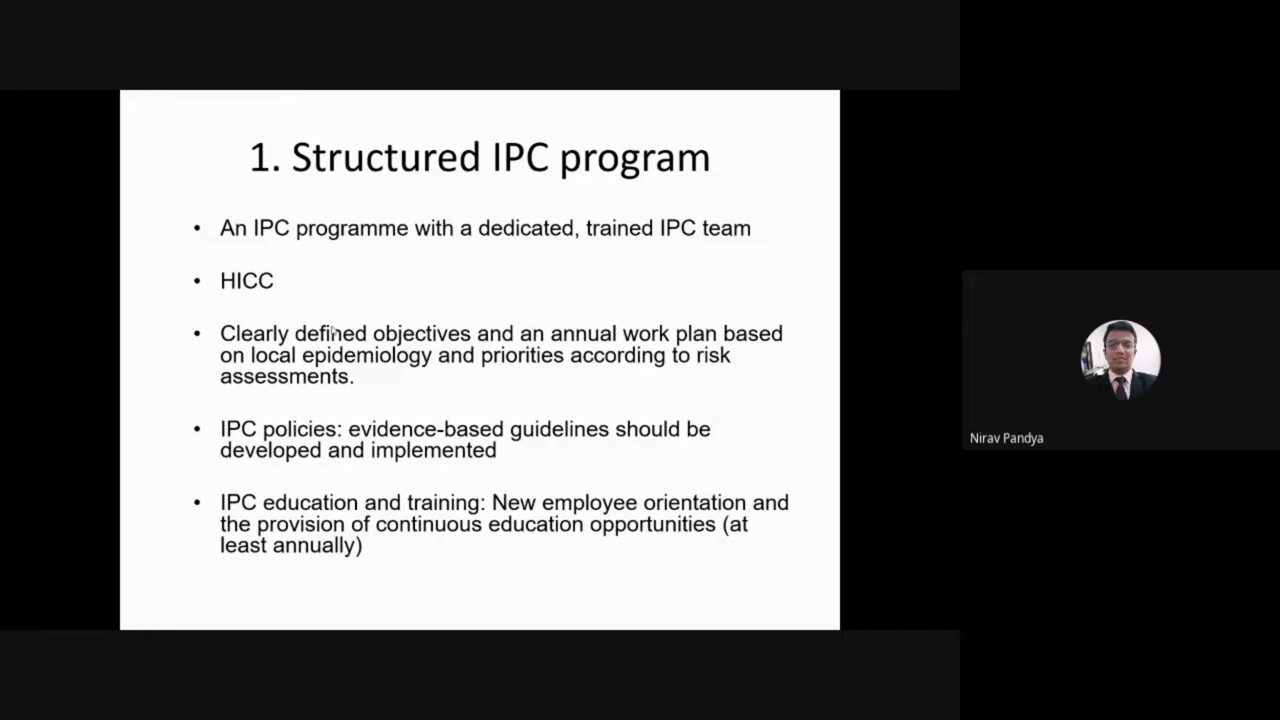 1. Structured IPC program
• An IPC programme with a dedicated, trained IPC team
• HICC
• Clearly defined objectives and an annual work plan based
on local epidemiology and priorities according to risk
assessments.
• IPC policies: evidence-based guidelines should be
developed and implemented
• IPC education and training: New employee orientation and
the provision of continuous education opportunities (at
least annually)
Nirav Pandya